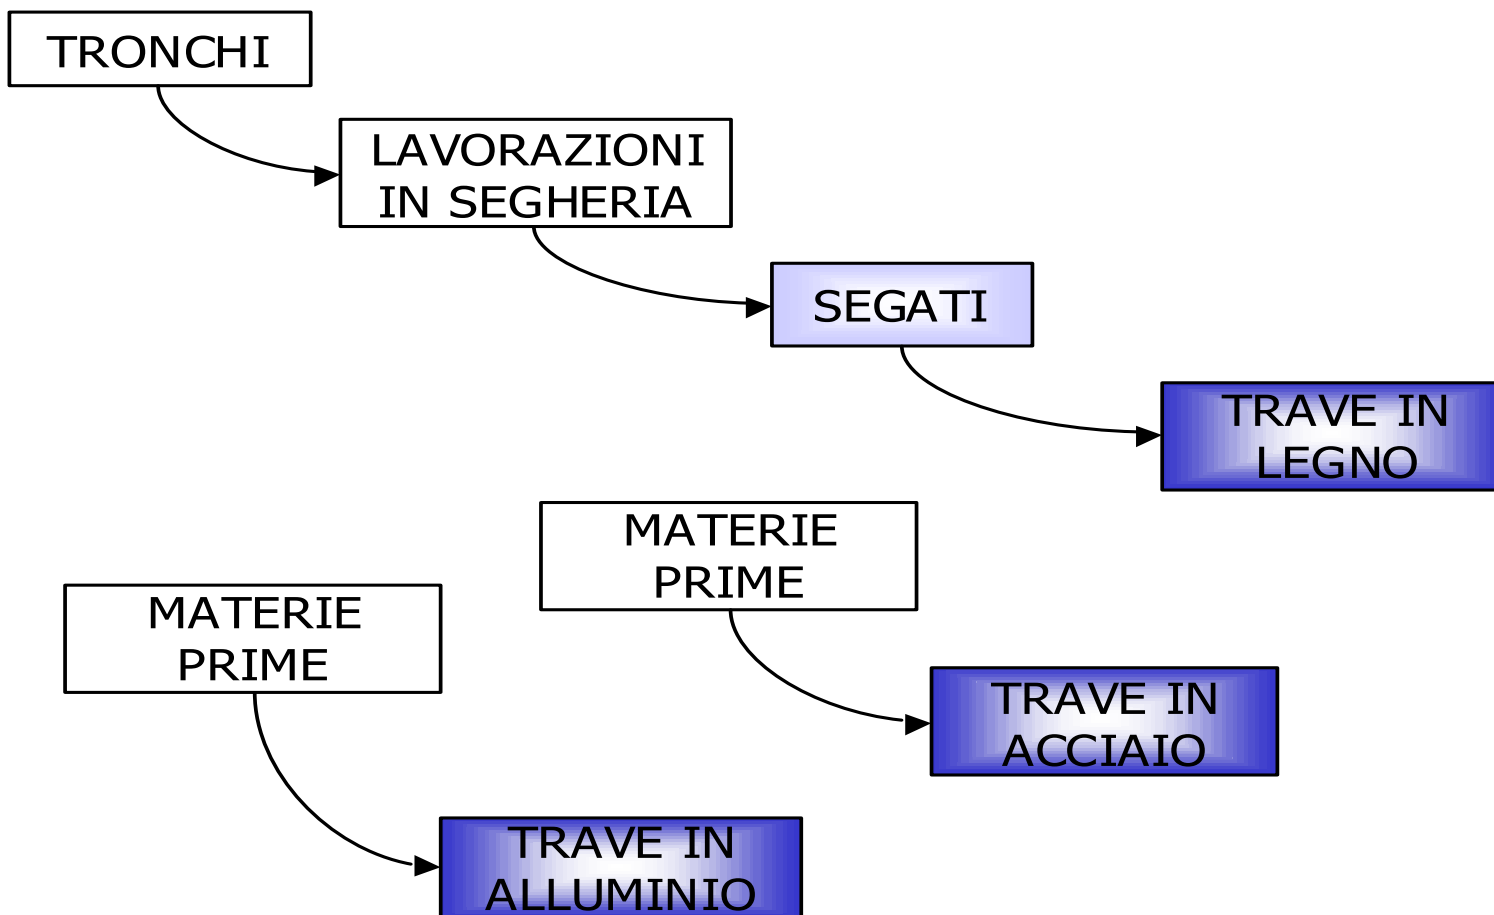 TRONCHI
LAVORAZIONI
IN SEGHERIA
SEGATI
TRAVE IN
LEGNO
MATERIE
PRIME
MATERIE
PRIME
TRAVE IN
ACCIAIO
TRAVE IN
ALLUMINIO